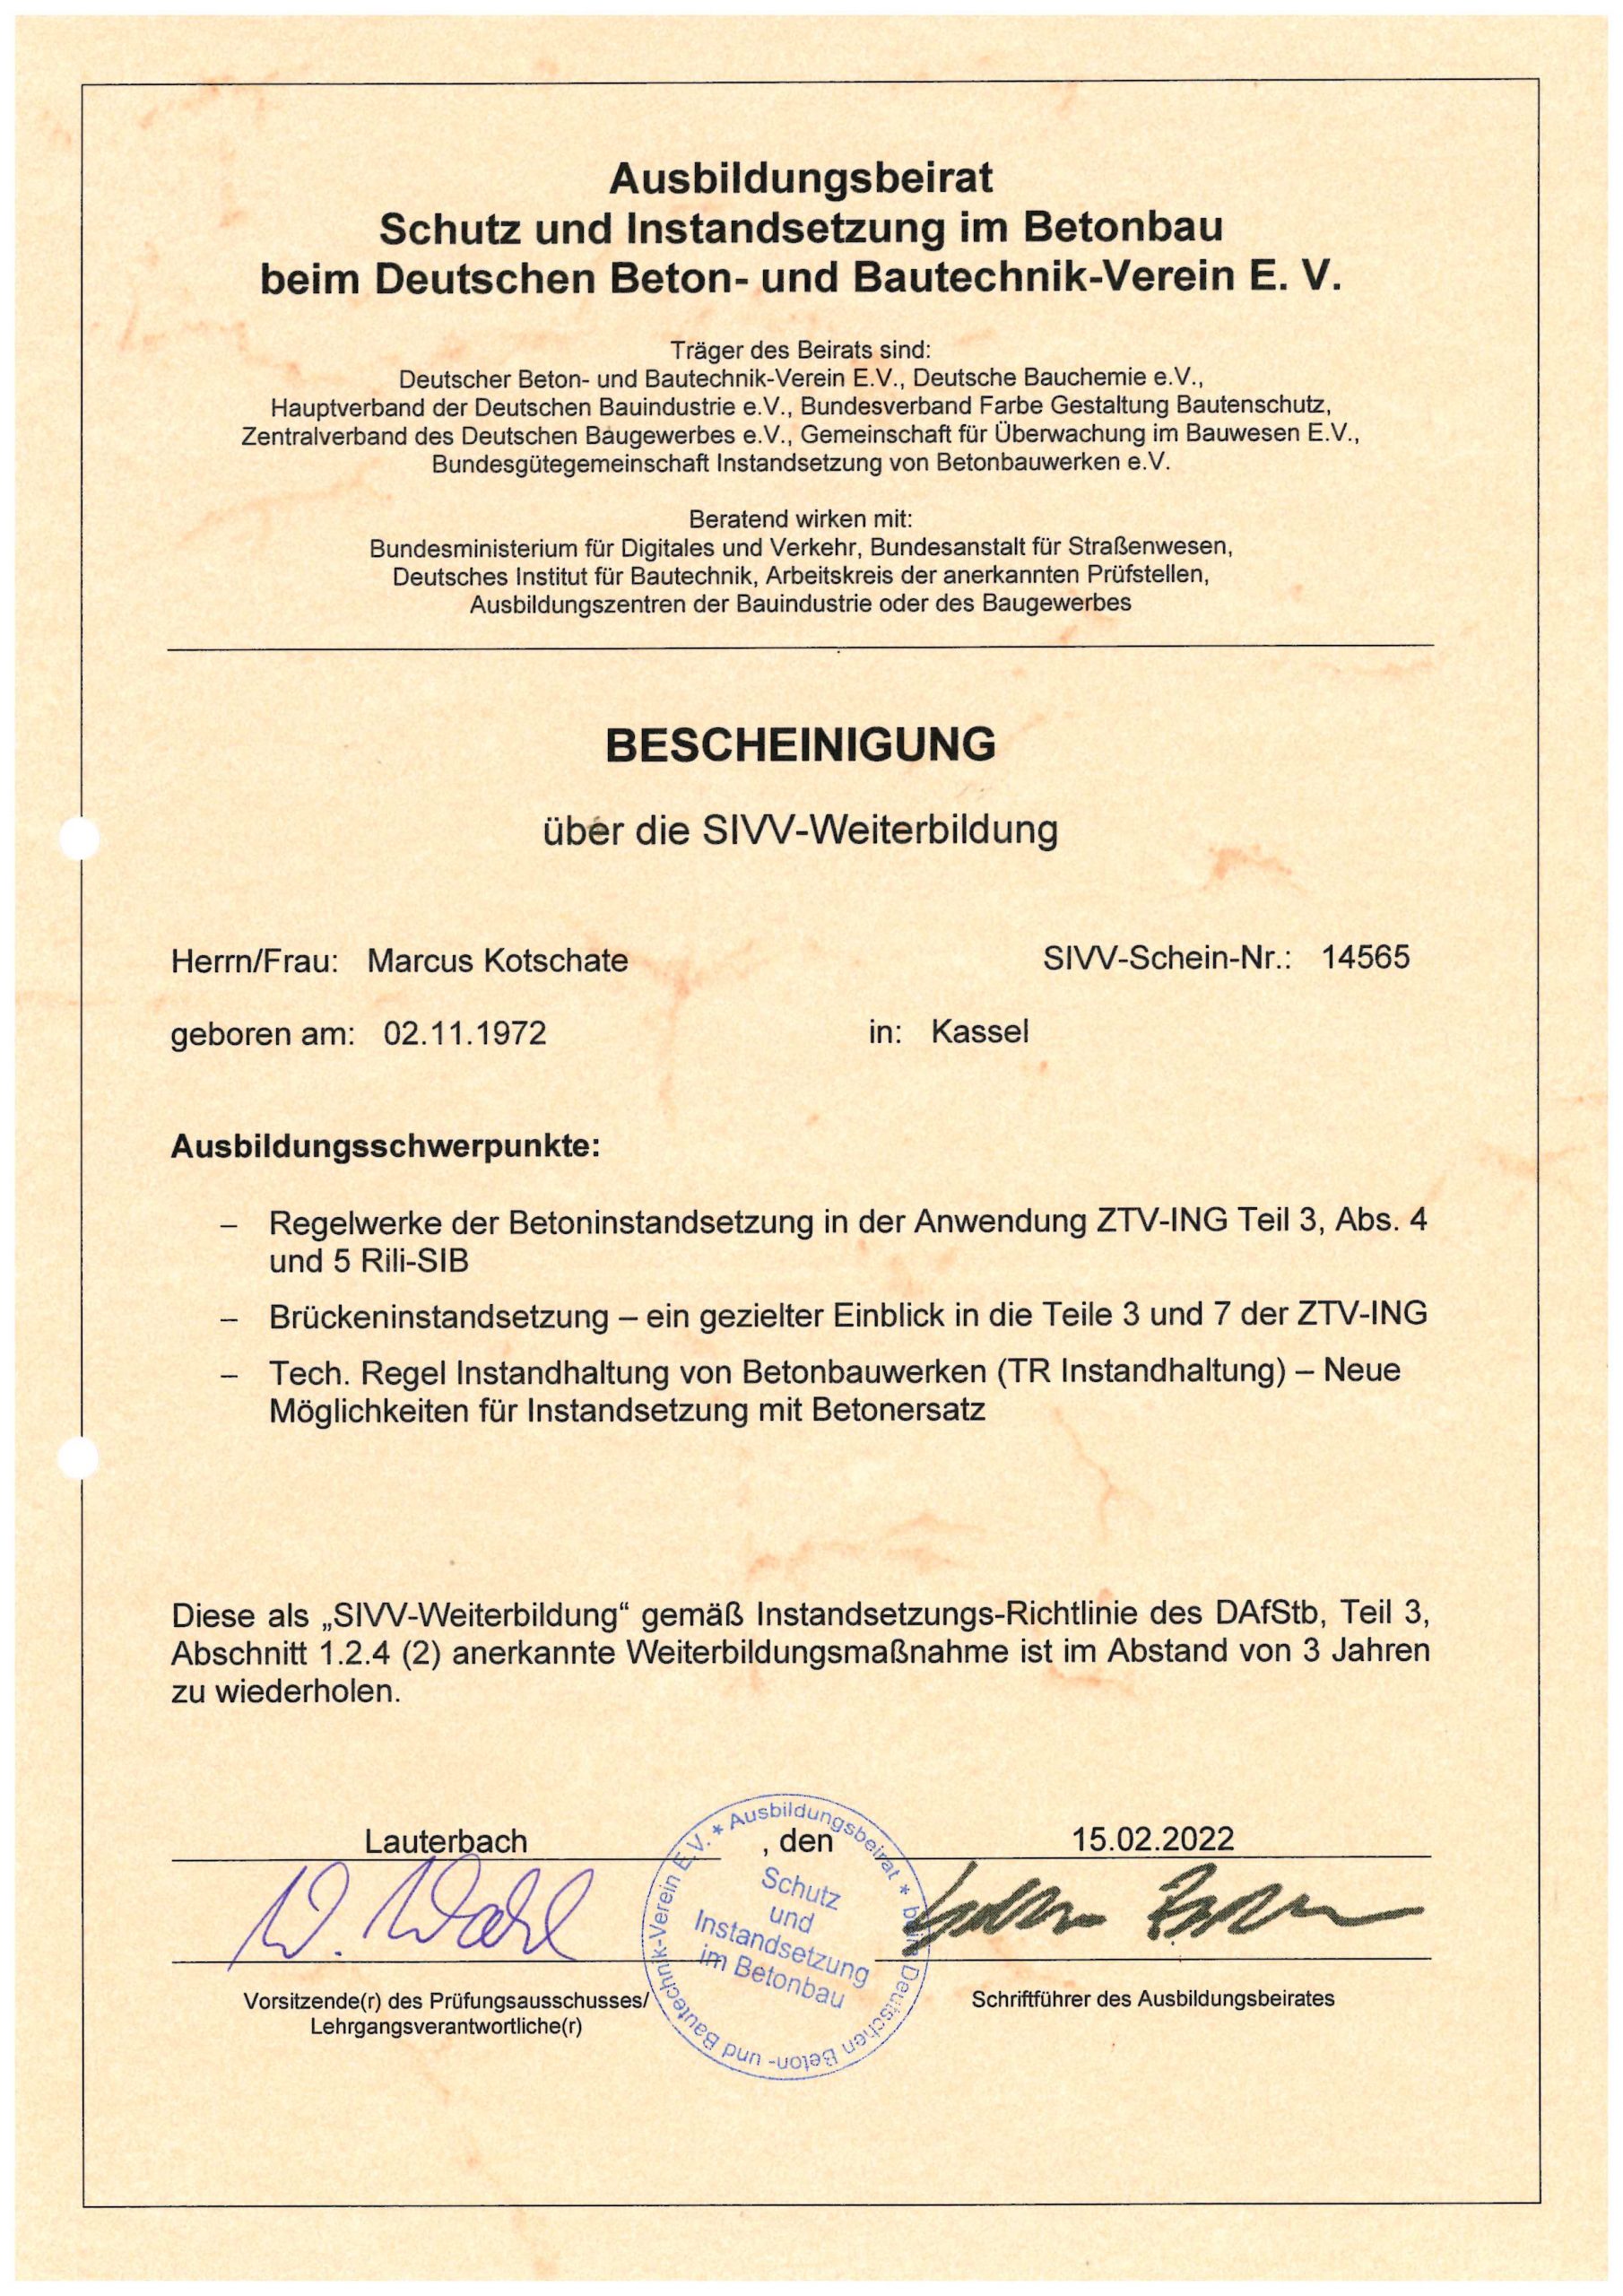 Ausbildungsbeirat
Schutz und Instandsetzung im Betonbau
beim Deutschen Beton- und Bautechnik-Verein E. V.
Träger des Beirats sind:
Deutscher Beton- und Bautechnik-Verein E.V., Deutsche Bauchemie e.V.,
Hauptverband der Deutschen Bauindustrie e.V., Bundesverband Farbe Gestaltung Bautenschutz,
Zentralverband des Deutschen Baugewerbes e.V., Gemeinschaft für Überwachung im Bauwesen E.V.,
Bundesgütegemeinschaft Instandsetzung von Betonbauwerken e.V.
Beratend wirken mit:
Bundesministerium für Digitales und Verkehr, Bundesanstalt für Straßenwesen,
Deutsches Institut für Bautechnik, Arbeitskreis der anerkannten Prüfstellen,
Ausbildungszentren der Bauindustrie oder des Baugewerbes
BESCHEINIGUNG
über die SIVV-Weiterbildung
Herrn/Frau: Marcus Kotschate SIVV-Schein-Nr.: 14565
geboren am: 02.11.1972 in: Kassel
Ausbildungsschwerpunkte:
– Regelwerke der Betoninstandsetzung in der Anwendung ZTV-ING Teil 3, Abs. 4
und 5 Rili-SIB
– Brückeninstandsetzung – ein gezielter Einblick in die Teile 3 und 7 der ZTV-ING
– Tech. Regel Instandhaltung von Betonbauwerken (TR Instandhaltung) – Neue
Möglichkeiten für Instandsetzung mit Betonersatz
Diese als „SIVV-Weiterbildung“ gemäß Instandsetzungs-Richtlinie des DAfStb, Teil 3,
Abschnitt 1.2.4 (2) anerkannte Weiterbildungsmaßnahme ist im Abstand von 3 Jahren
zu wiederholen.
Lauterbach , den 15.02.2022
* Ausbildungsbeirat * beim Deutschen Beton- und Bautechnik-Verein E.V.
Schutz
und
Instandsetzung
im Betonbau
W. Wahl
Vorsitzende(r) des Prüfungsausschusses/
Lehrgangsverantwortliche(r)
Schriftführer des Ausbildungsbeirates